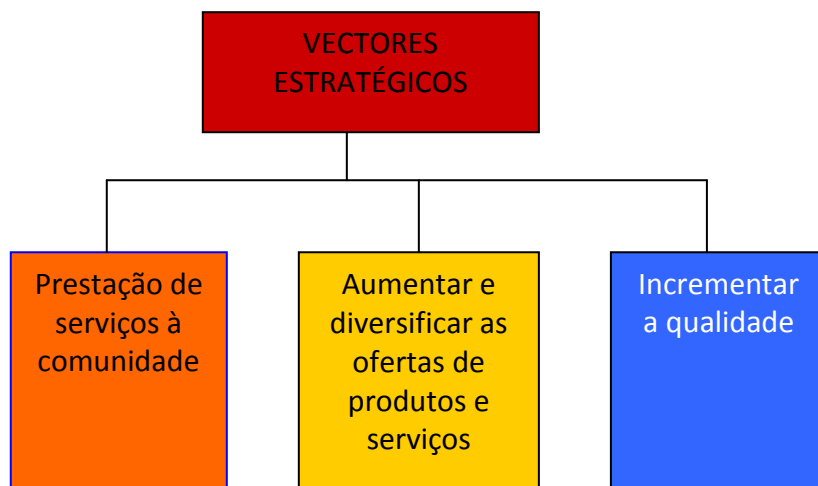 VECTORES
ESTRATÉGICOS
Prestação de
serviços à
comunidade
Aumentar e
diversificar as
ofertas de
produtos e
serviços
Incrementar
a qualidade